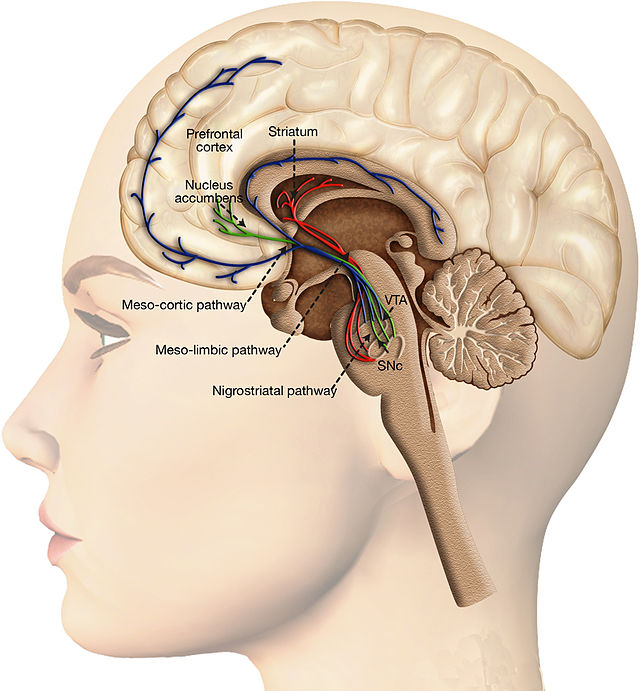 Prefrontal
cortex
Striatum
Nucleus
accumbens
Meso-cortic pathway
VTA
Meso-limbic pathway
SNc
Nigrostriatal pathway